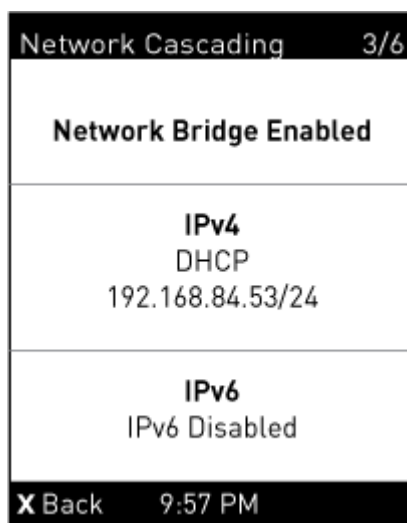 Network Cascading 3/6
Network Bridge Enabled
IPv4
DHCP
192.168.84.53/24
IPv6
IPv6 Disabled
X Back 9:57 PM